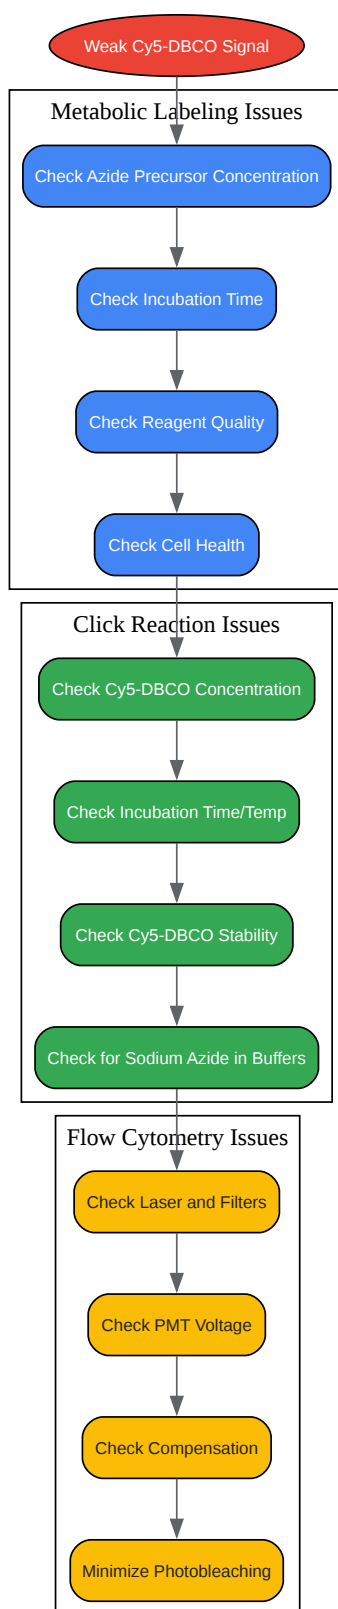 Weak Cy5-DBCO Signal
Metabolic Labeling Issues
Check Azide Precursor Concentration
Check Incubation Time
Check Reagent Quality
Check Cell Health
Click Reaction Issues
Check Cy5-DBCO Concentration
Check Incubation Time/Temp
Check Cy5-DBCO Stability
Check for Sodium Azide in Buffers
Flow Cytometry Issues
Check Laser and Filters
Check PMT Voltage
Check Compensation
Minimize Photobleaching